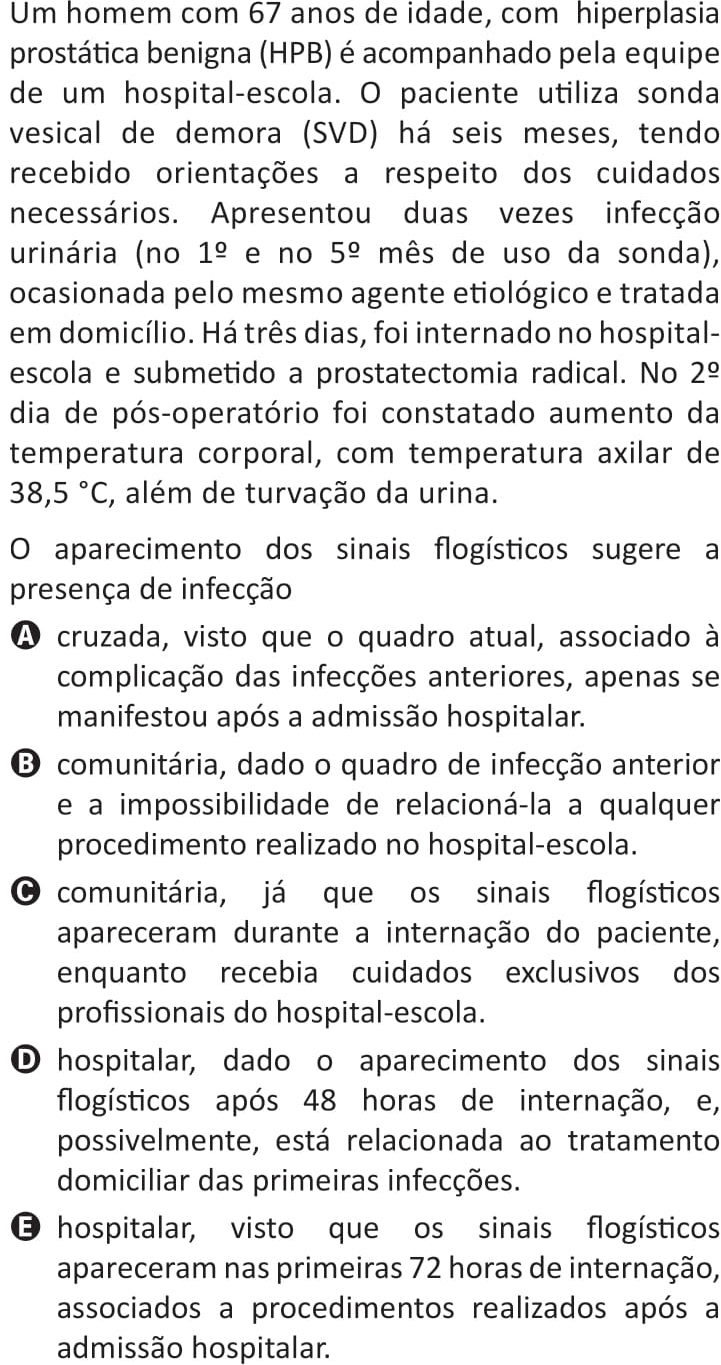 Um homem com 67 anos de idade, com hiperplasia
prostática benigna (HPB) é acompanhado pela equipe
de um hospital-escola. O paciente utiliza sonda
vesical de demora (SVD) há seis meses, tendo
recebido orientações a respeito dos cuidados
necessários. Apresentou duas vezes infecção
urinária (no 1º e no 5º mês de uso da sonda),
ocasionada pelo mesmo agente etiológico e tratada
em domicílio. Há três dias, foi internado no hospital-
escola e submetido a prostatectomia radical. No 2º
dia de pós-operatório foi constatado aumento da
temperatura corporal, com temperatura axilar de
38,5 °C, além de turvação da urina.
O aparecimento dos sinais flogísticos sugere a
presença de infecção
A cruzada, visto que o quadro atual, associado à
complicação das infecções anteriores, apenas se
manifestou após a admissão hospitalar.
B comunitária, dado o quadro de infecção anterior
e a impossibilidade de relacioná-la a qualquer
procedimento realizado no hospital-escola.
C comunitária, já que os sinais flogísticos
apareceram durante a internação do paciente,
enquanto recebia cuidados exclusivos dos
profissionais do hospital-escola.
D hospitalar, dado o aparecimento dos sinais
flogísticos após 48 horas de internação, e,
possivelmente, está relacionada ao tratamento
domiciliar das primeiras infecções.
E hospitalar, visto que os sinais flogísticos
apareceram nas primeiras 72 horas de internação,
associados a procedimentos realizados após a
admissão hospitalar.